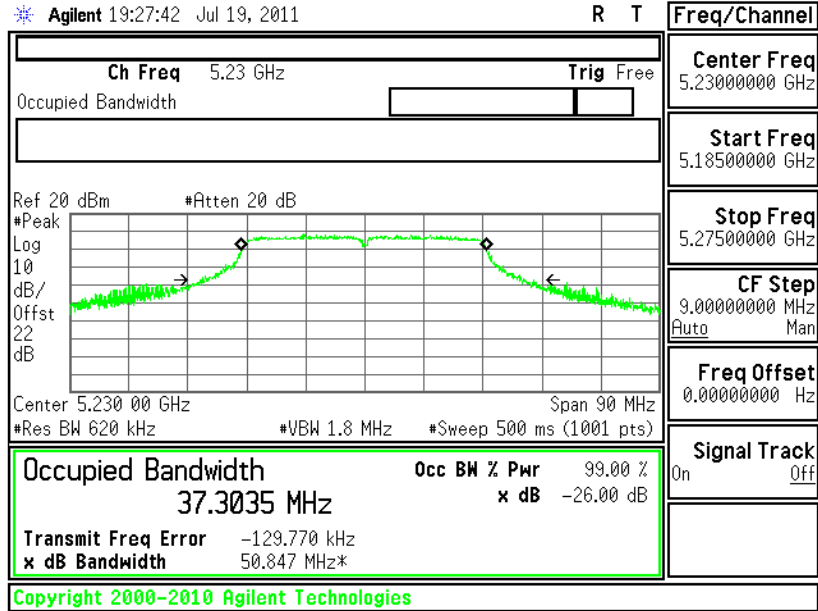 Agilent 19:27:42 Jul 19, 2011 R T
Freq/Channel
Ch Freq 5.23 GHz Trig Free
Occupied Bandwidth
Center Freq
5.23000000 GHz
Start Freq
5.18500000 GHz
Stop Freq
5.27500000 GHz
CF Step
9.00000000 MHz
Auto Man
Freq Offset
0.00000000 Hz
Signal Track
On Off
Ref 20 dBm #Atten 20 dB
#Peak
Log
10
dB/
Offst
22
dB
Center 5.230 00 GHz Span 90 MHz
#Res BW 620 kHz #VBW 1.8 MHz #Sweep 500 ms (1001 pts)
Occupied Bandwidth
37.3035 MHz
Occ BW % Pwr 99.00 %
x dB -26.00 dB
Transmit Freq Error -129.770 kHz
x dB Bandwidth 50.847 MHz*
Copyright 2000-2010 Agilent Technologies